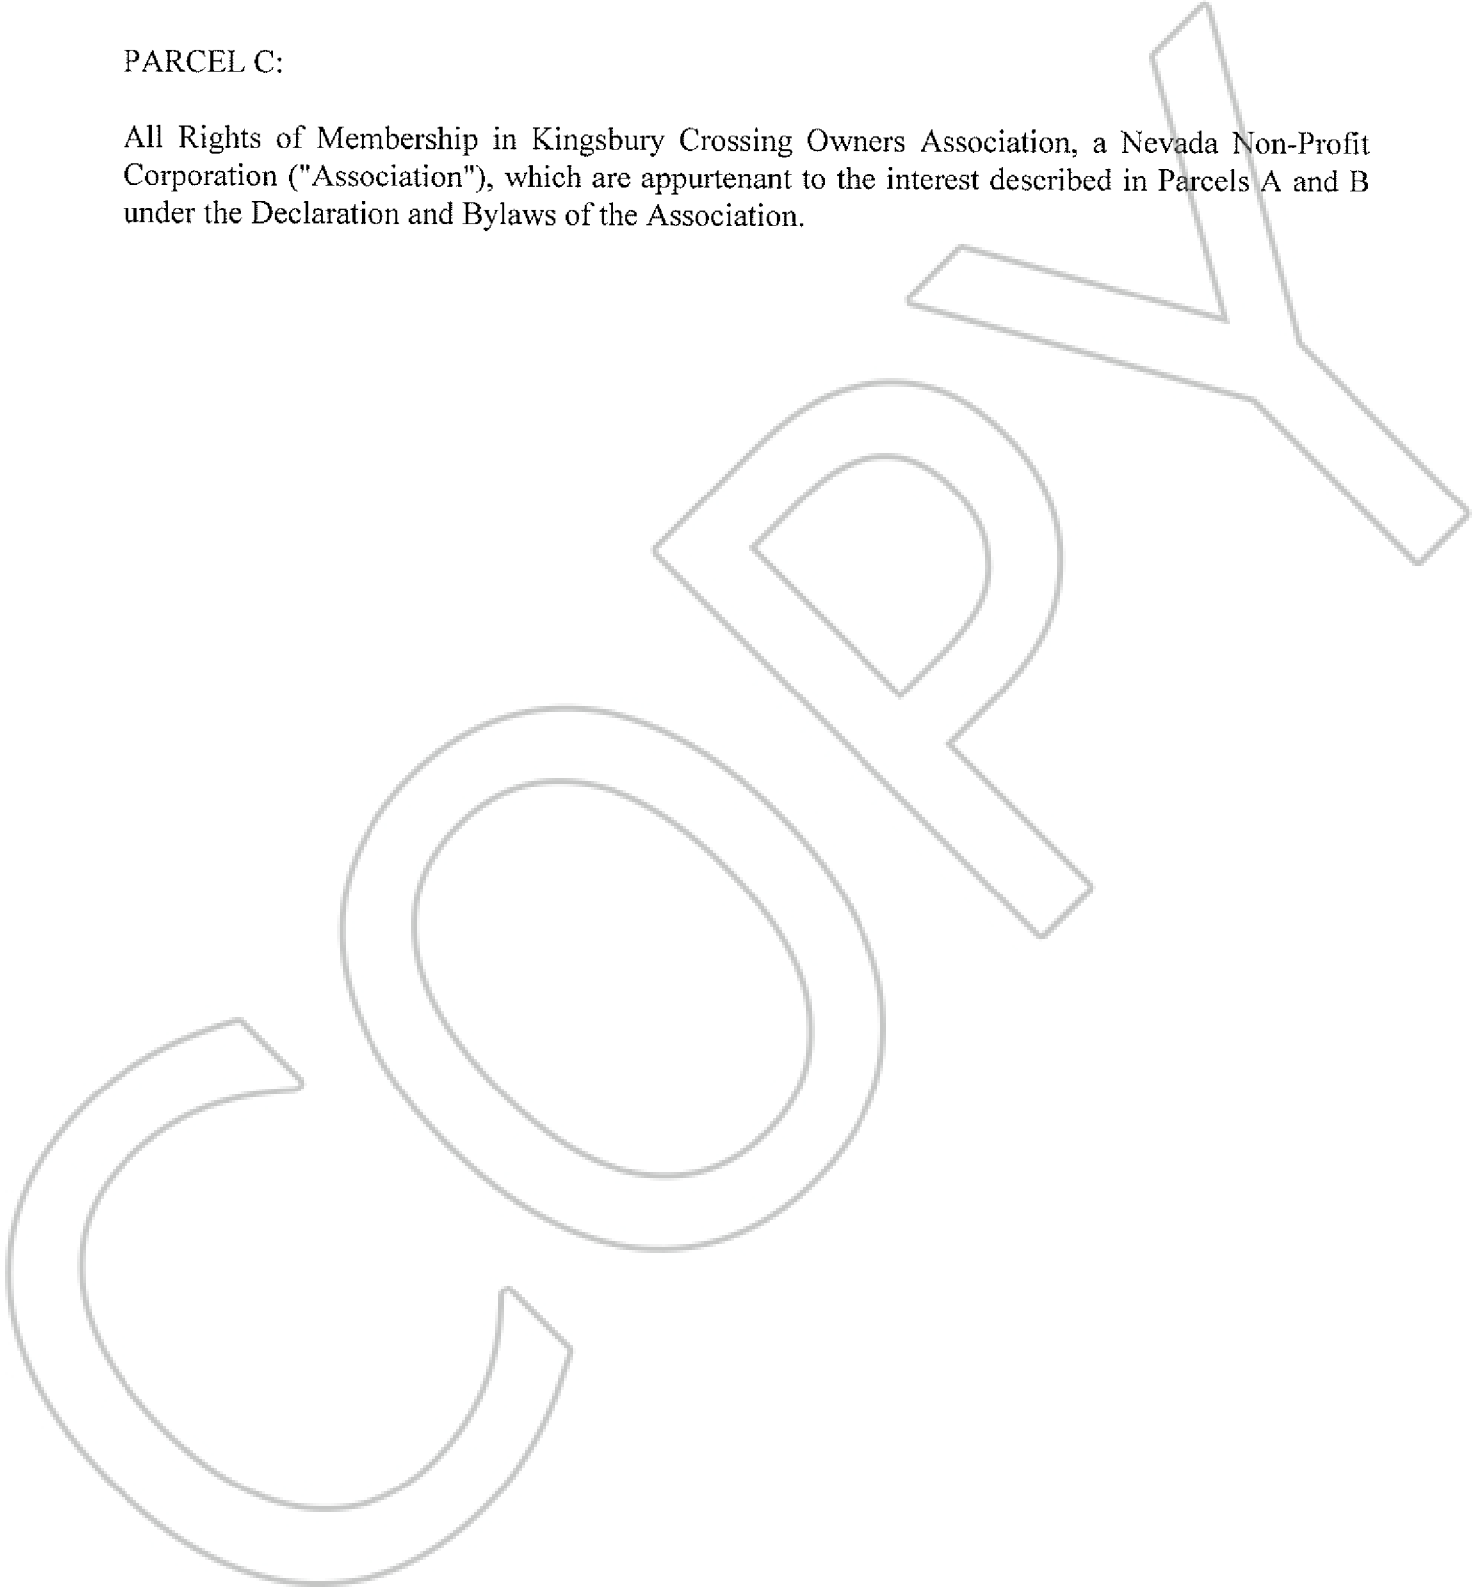 PARCEL C:
All Rights of Membership in Kingsbury Crossing Owners Association, a Nevada Non-Profit
Corporation ("Association"), which are appurtenant to the interest described in Parcels A and B
under the Declaration and Bylaws of the Association.
COPY